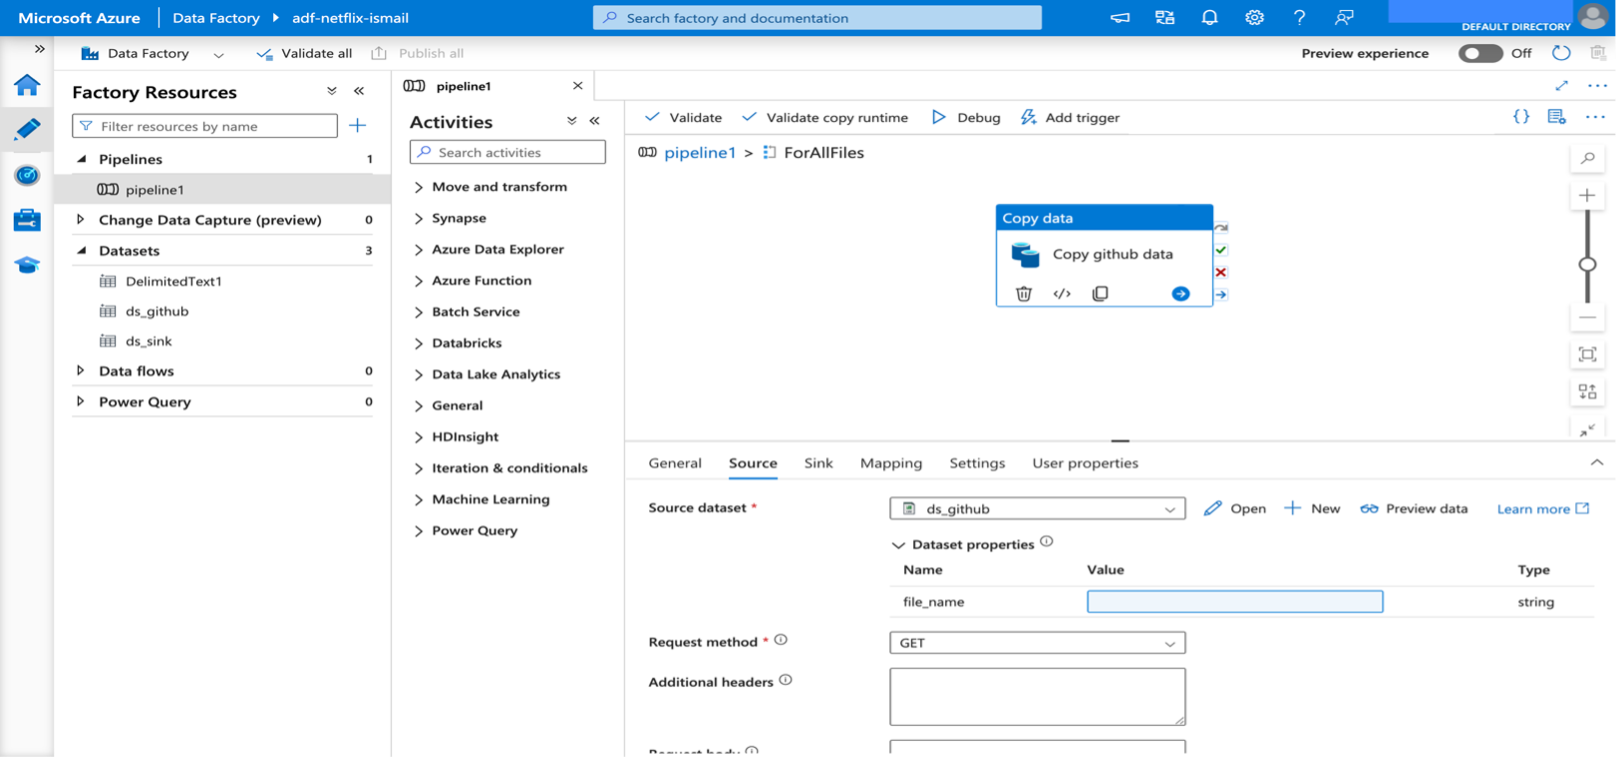 Microsoft Azure Data Factory adf-netflix-ismail Search factory and documentation DEFAULT DIRECTORY
Data Factory Validate all Publish all Preview experience Off
Factory Resources
Filter resources by name
Pipelines 1
pipeline1
Change Data Capture (preview) 0
Datasets 3
DelimitedText1
ds_github
ds_sink
Data flows 0
Power Query 0
pipeline1
Activities
Search activities
Move and transform
Synapse
Azure Data Explorer
Azure Function
Batch Service
Databricks
Data Lake Analytics
General
HDInsight
Iteration & conditionals
Machine Learning
Power Query
Validate Validate copy runtime Debug Add trigger
pipeline1 > ForAllFiles
Copy data
Copy github data
General Source Sink Mapping Settings User properties
Source dataset * ds_github Open New Preview data Learn more
Dataset properties
Name Value Type
file_name string
Request method * GET
Additional headers
Request body